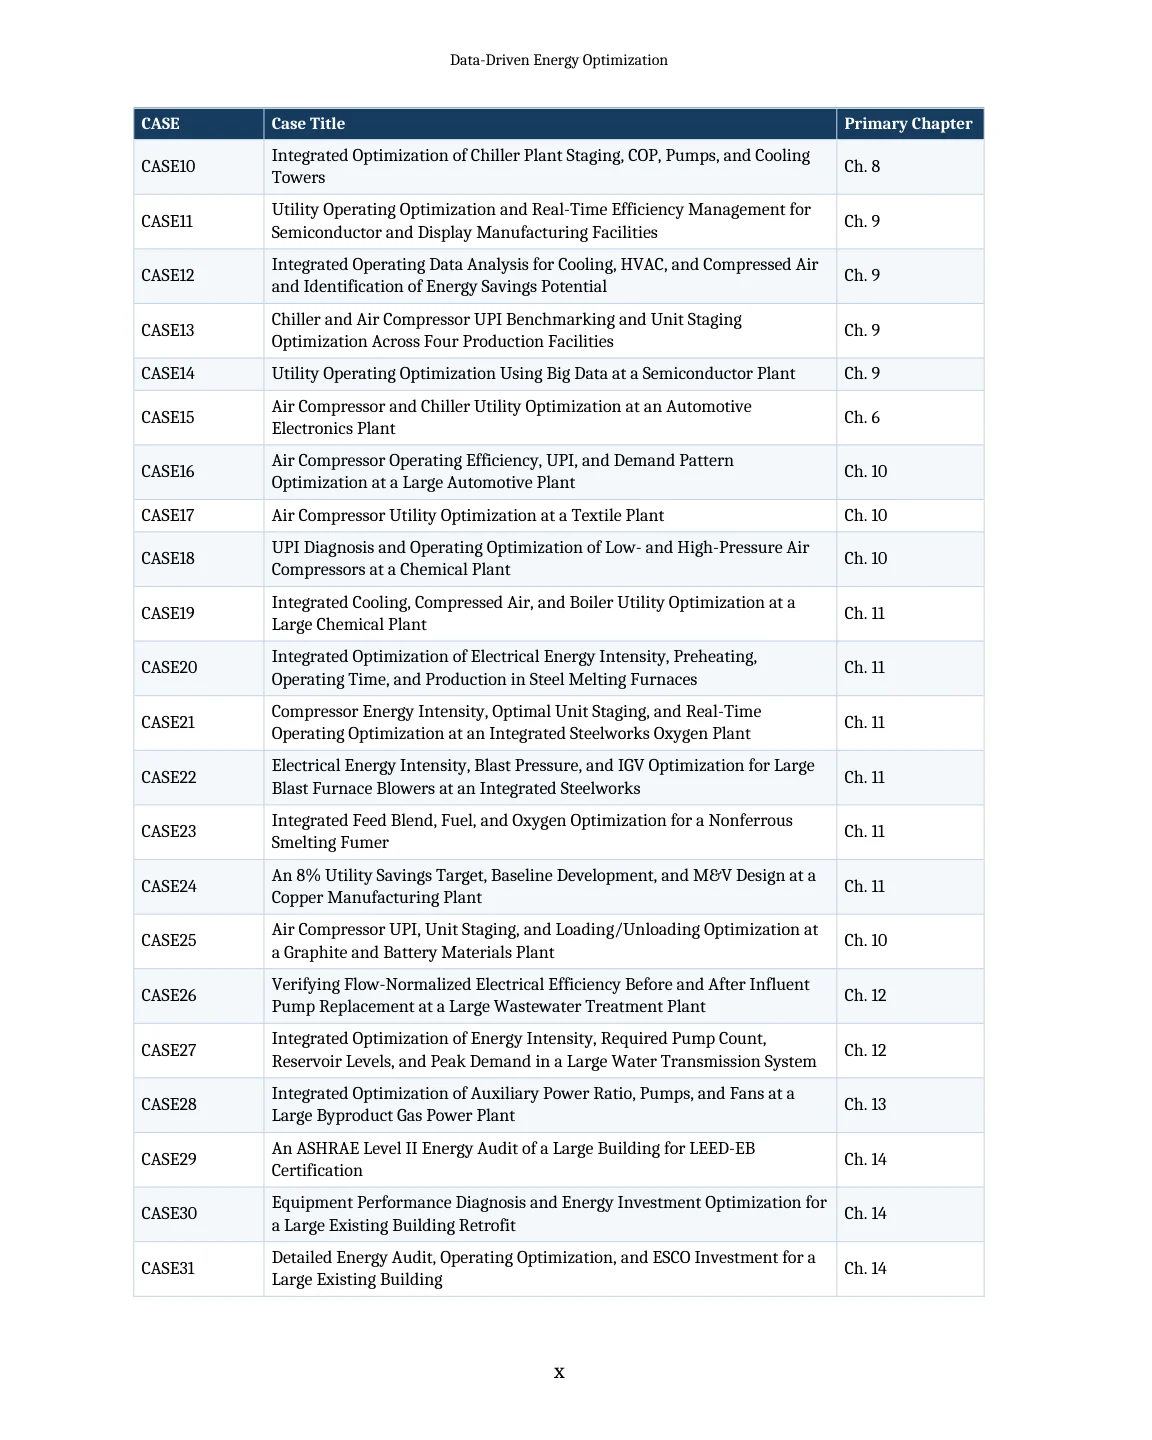 Data-Driven Energy Optimization
CASE Case Title Primary Chapter
CASE10 Integrated Optimization of Chiller Plant Staging, COP, Pumps, and Cooling
Towers Ch. 8
CASE11 Utility Operating Optimization and Real-Time Efficiency Management for
Semiconductor and Display Manufacturing Facilities Ch. 9
CASE12 Integrated Operating Data Analysis for Cooling, HVAC, and Compressed Air
and Identification of Energy Savings Potential Ch. 9
CASE13 Chiller and Air Compressor UPI Benchmarking and Unit Staging
Optimization Across Four Production Facilities Ch. 9
CASE14 Utility Operating Optimization Using Big Data at a Semiconductor Plant Ch. 9
CASE15 Air Compressor and Chiller Utility Optimization at an Automotive
Electronics Plant Ch. 6
CASE16 Air Compressor Operating Efficiency, UPI, and Demand Pattern
Optimization at a Large Automotive Plant Ch. 10
CASE17 Air Compressor Utility Optimization at a Textile Plant Ch. 10
CASE18 UPI Diagnosis and Operating Optimization of Low- and High-Pressure Air
Compressors at a Chemical Plant Ch. 10
CASE19 Integrated Cooling, Compressed Air, and Boiler Utility Optimization at a
Large Chemical Plant Ch. 11
CASE20 Integrated Optimization of Electrical Energy Intensity, Preheating,
Operating Time, and Production in Steel Melting Furnaces Ch. 11
CASE21 Compressor Energy Intensity, Optimal Unit Staging, and Real-Time
Operating Optimization at an Integrated Steelworks Oxygen Plant Ch. 11
CASE22 Electrical Energy Intensity, Blast Pressure, and IGV Optimization for Large
Blast Furnace Blowers at an Integrated Steelworks Ch. 11
CASE23 Integrated Feed Blend, Fuel, and Oxygen Optimization for a Nonferrous
Smelting Fumer Ch. 11
CASE24 An 8% Utility Savings Target, Baseline Development, and M&V Design at a
Copper Manufacturing Plant Ch. 11
CASE25 Air Compressor UPI, Unit Staging, and Loading/Unloading Optimization at
a Graphite and Battery Materials Plant Ch. 10
CASE26 Verifying Flow-Normalized Electrical Efficiency Before and After Influent
Pump Replacement at a Large Wastewater Treatment Plant Ch. 12
CASE27 Integrated Optimization of Energy Intensity, Required Pump Count,
Reservoir Levels, and Peak Demand in a Large Water Transmission System Ch. 12
CASE28 Integrated Optimization of Auxiliary Power Ratio, Pumps, and Fans at a
Large Byproduct Gas Power Plant Ch. 13
CASE29 An ASHRAE Level II Energy Audit of a Large Building for LEED-EB
Certification Ch. 14
CASE30 Equipment Performance Diagnosis and Energy Investment Optimization for
a Large Existing Building Retrofit Ch. 14
CASE31 Detailed Energy Audit, Operating Optimization, and ESCO Investment for a
Large Existing Building Ch. 14
x